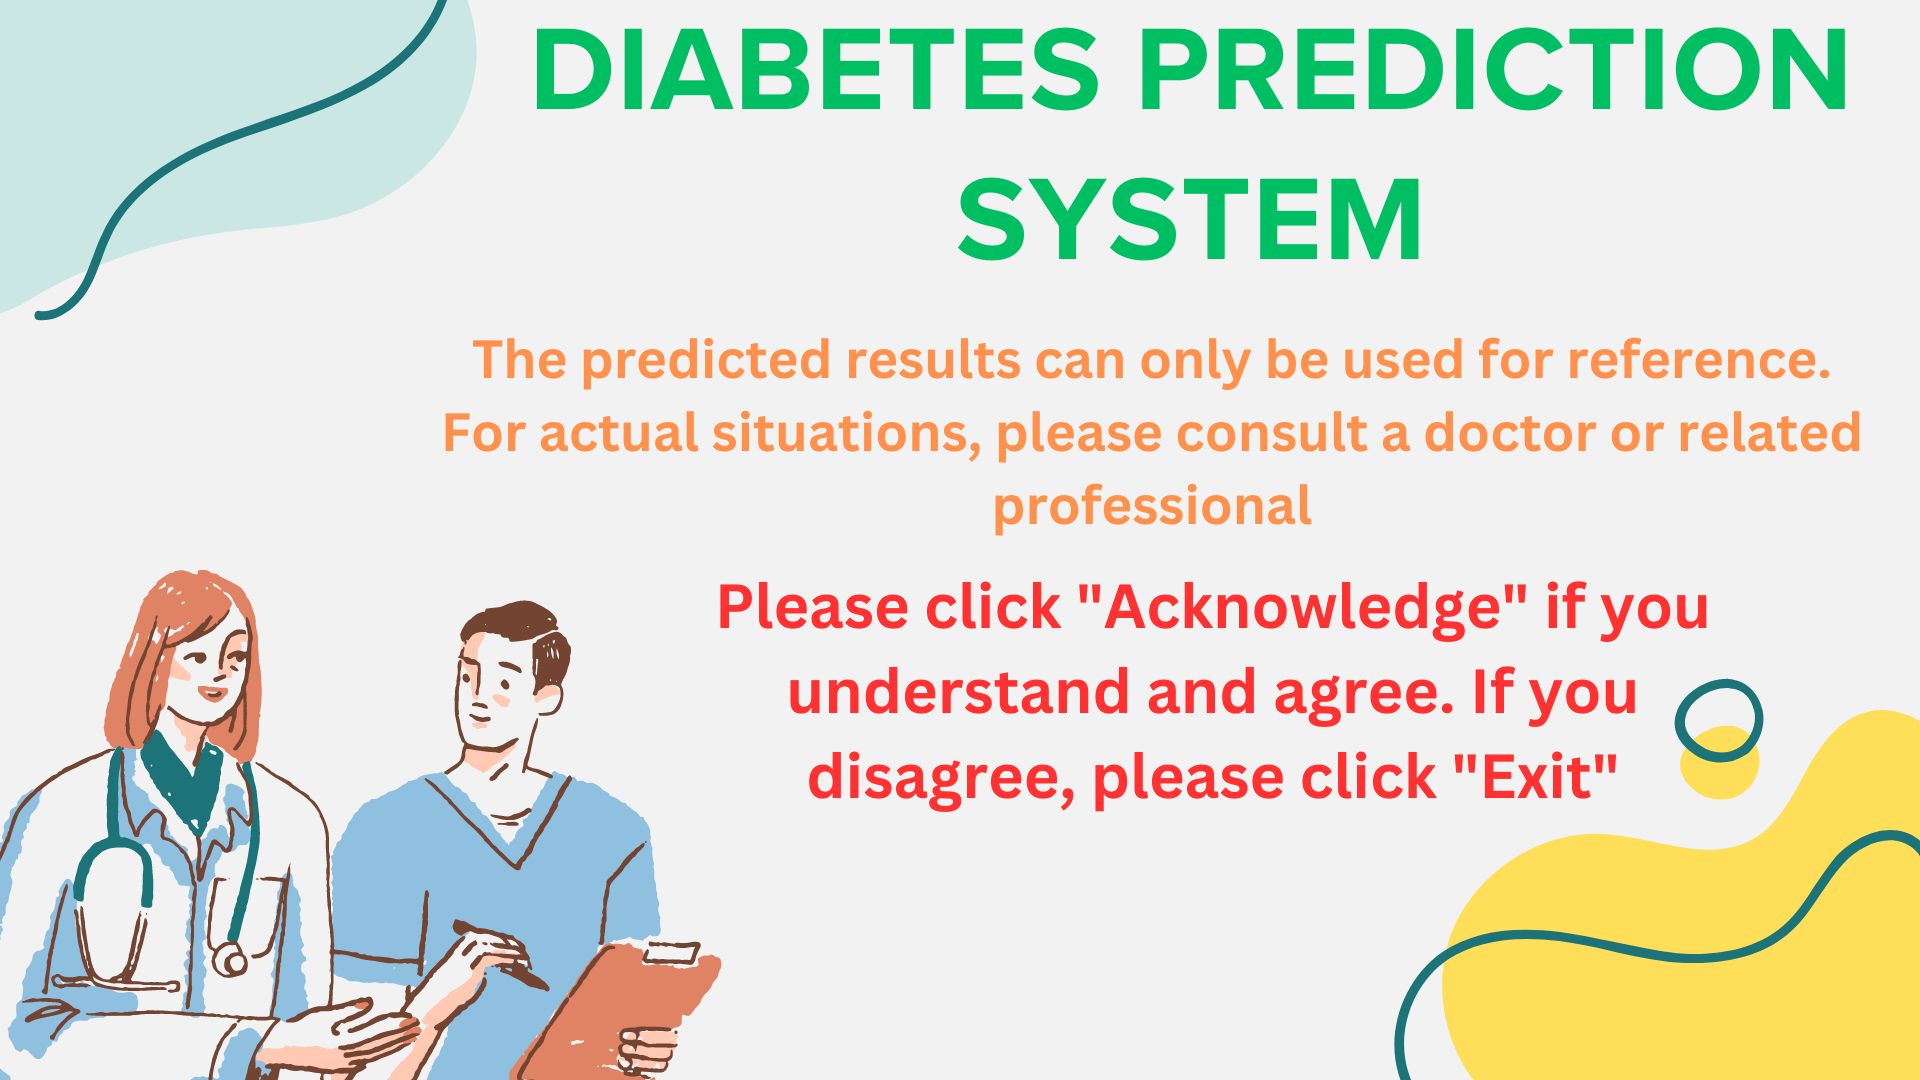 DIABETES PREDICTION
SYSTEM
The predicted results can only be used for reference.
For actual situations, please consult a doctor or related
professional
Please click "Acknowledge" if you
understand and agree. If you
disagree, please click "Exit"